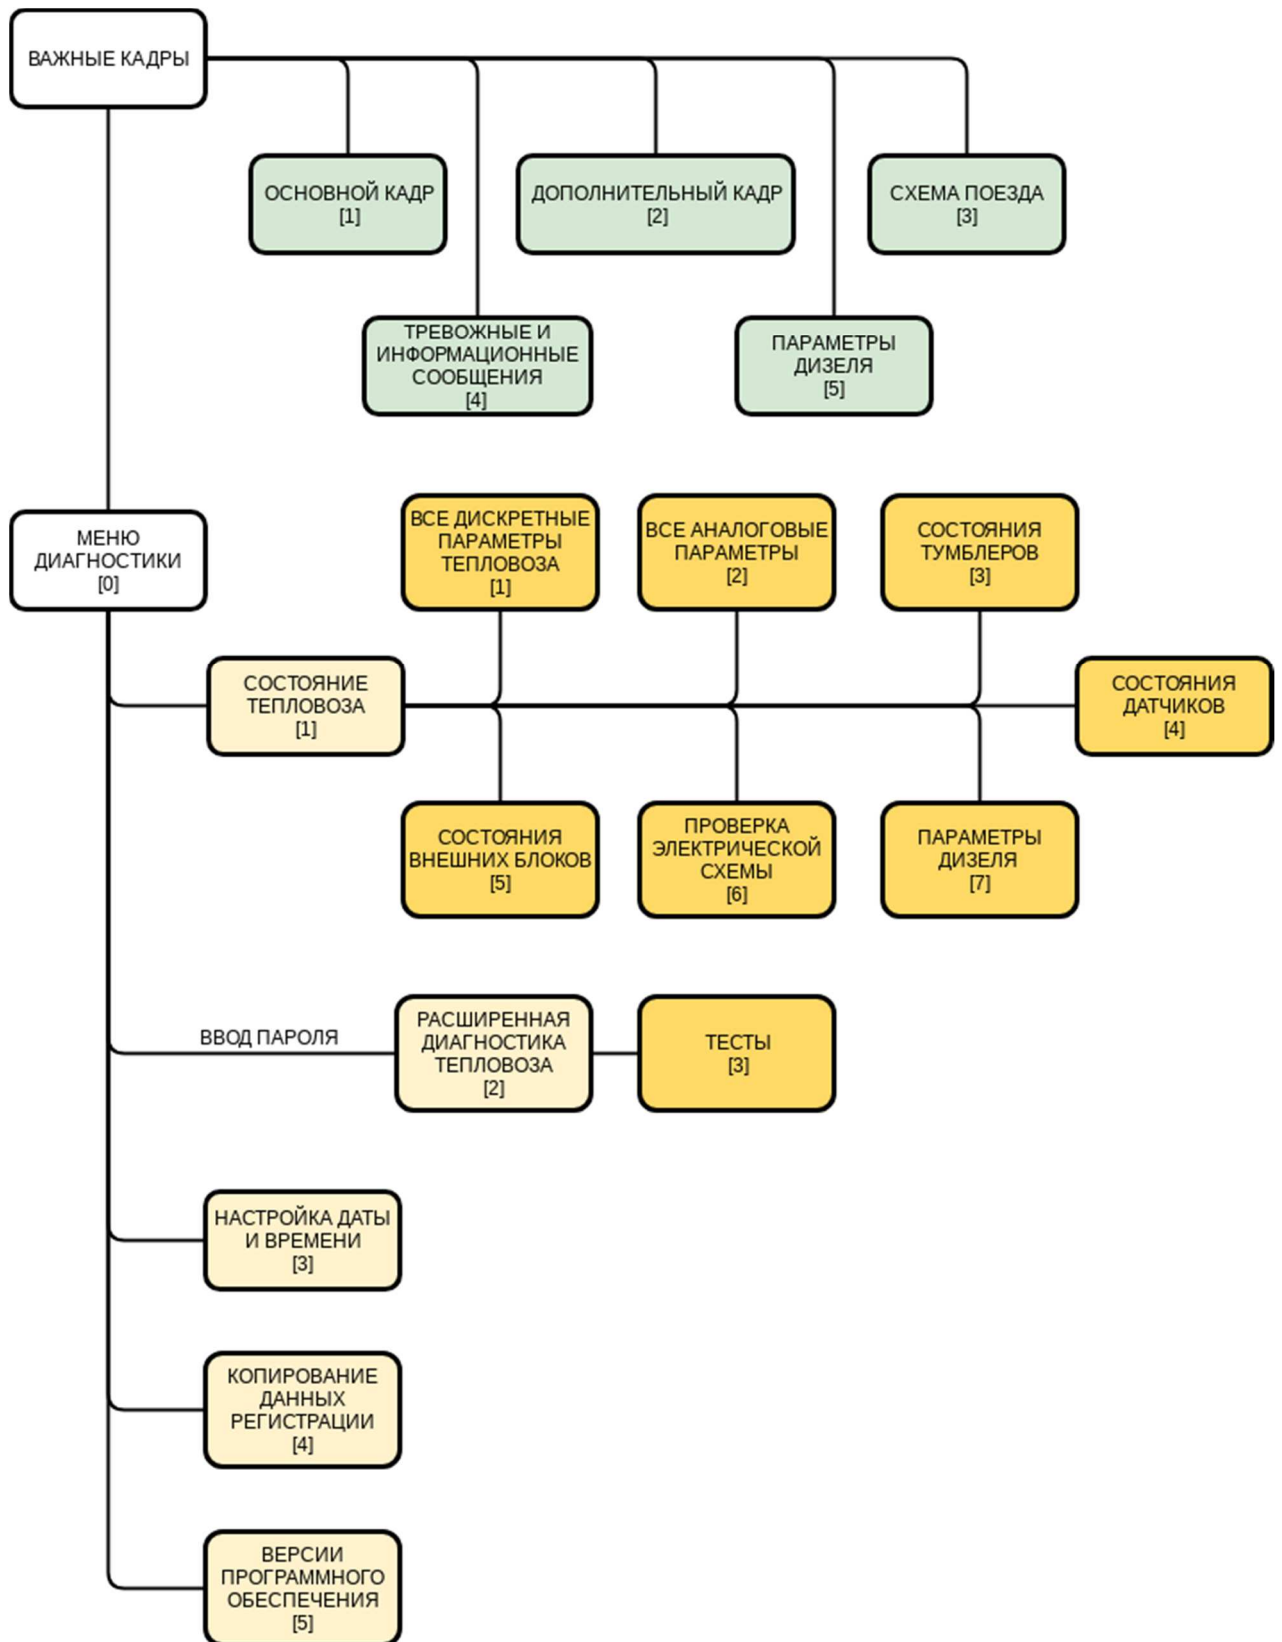 ВАЖНЫЕ КАДРЫ
ОСНОВНОЙ КАДР
[1]
ДОПОЛНИТЕЛЬНЫЙ КАДР
[2]
СХЕМА ПОЕЗДА
[3]
ТРЕВОЖНЫЕ И
ИНФОРМАЦИОННЫЕ
СООБЩЕНИЯ
[4]
ПАРАМЕТРЫ
ДИЗЕЛЯ
[5]
МЕНЮ
ДИАГНОСТИКИ
[0]
ВСЕ ДИСКРЕТНЫЕ
ПАРАМЕТРЫ
ТЕПЛОВОЗА
[1]
ВСЕ АНАЛОГОВЫЕ
ПАРАМЕТРЫ
[2]
СОСТОЯНИЯ
ТУМБЛЕРОВ
[3]
СОСТОЯНИЕ
ТЕПЛОВОЗА
[1]
СОСТОЯНИЯ
ДАТЧИКОВ
[4]
СОСТОЯНИЯ
ВНЕШНИХ БЛОКОВ
[5]
ПРОВЕРКА
ЭЛЕКТРИЧЕСКОЙ
СХЕМЫ
[6]
ПАРАМЕТРЫ
ДИЗЕЛЯ
[7]
ВВОД ПАРОЛЯ
РАСШИРЕННАЯ
ДИАГНОСТИКА
ТЕПЛОВОЗА
[2]
ТЕСТЫ
[3]
НАСТРОЙКА ДАТЫ
И ВРЕМЕНИ
[3]
КОПИРОВАНИЕ
ДАННЫХ
РЕГИСТРАЦИИ
[4]
ВЕРСИИ
ПРОГРАММНОГО
ОБЕСПЕЧЕНИЯ
[5]